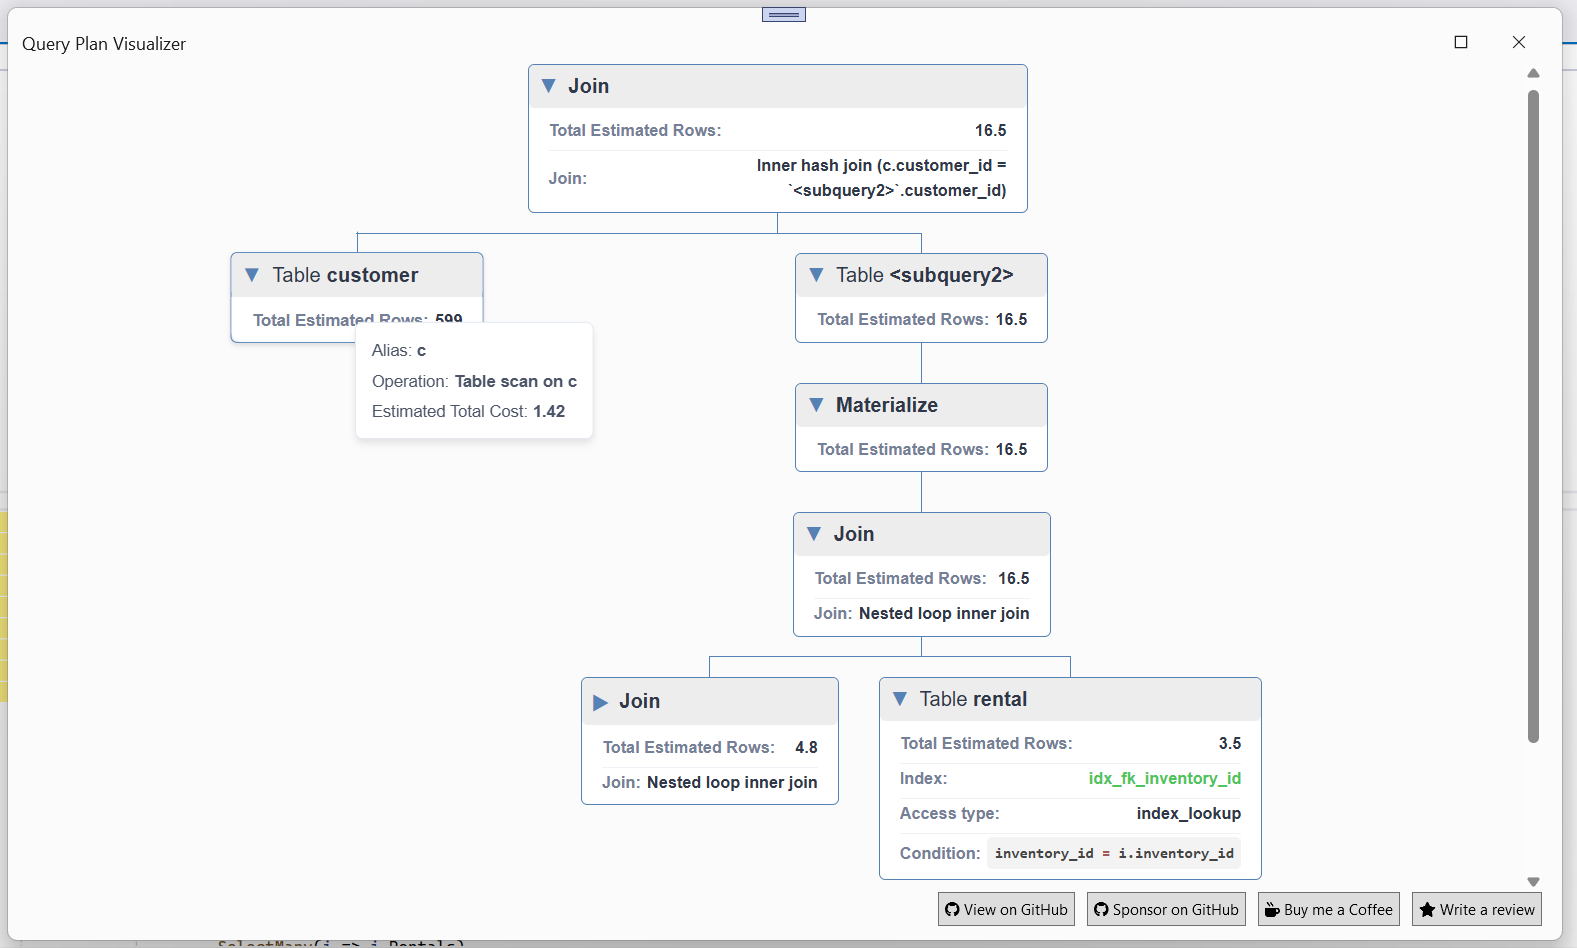 Query Plan Visualizer
Join
Total Estimated Rows: 16.5
Join: Inner hash join (c.customer_id =
`<subquery2>`.customer_id)
Table customer
Total Estimated Rows: 599
Alias: c
Operation: Table scan on c
Estimated Total Cost: 1.42
Table <subquery2>
Total Estimated Rows: 16.5
Materialize
Total Estimated Rows: 16.5
Join
Total Estimated Rows: 16.5
Join: Nested loop inner join
Join
Total Estimated Rows: 4.8
Join: Nested loop inner join
Table rental
Total Estimated Rows: 3.5
Index: idx_fk_inventory_id
Access type: index_lookup
Condition: inventory_id = i.inventory_id
View on GitHub
Sponsor on GitHub
Buy me a Coffee
Write a review
SelectMany(i => i.Rentals)